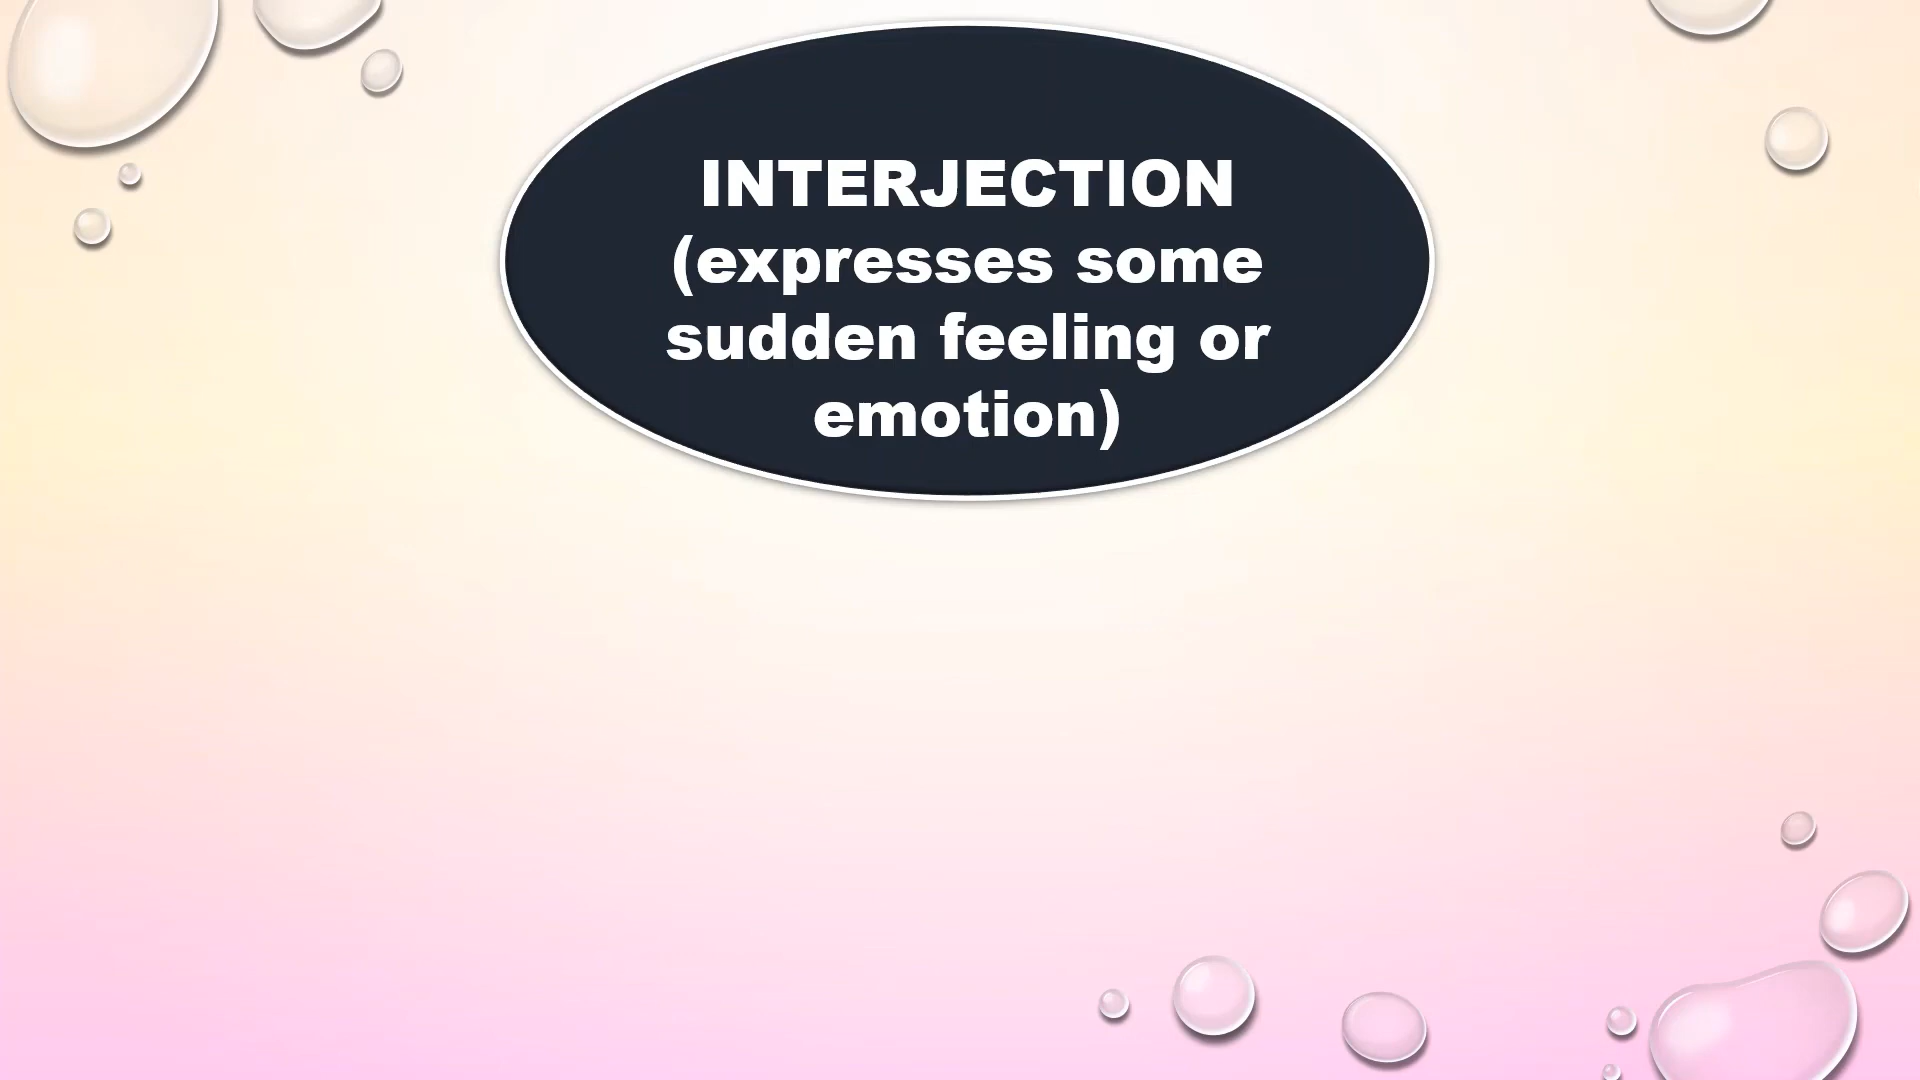 INTERJECTION
(expresses some
sudden feeling or
emotion)